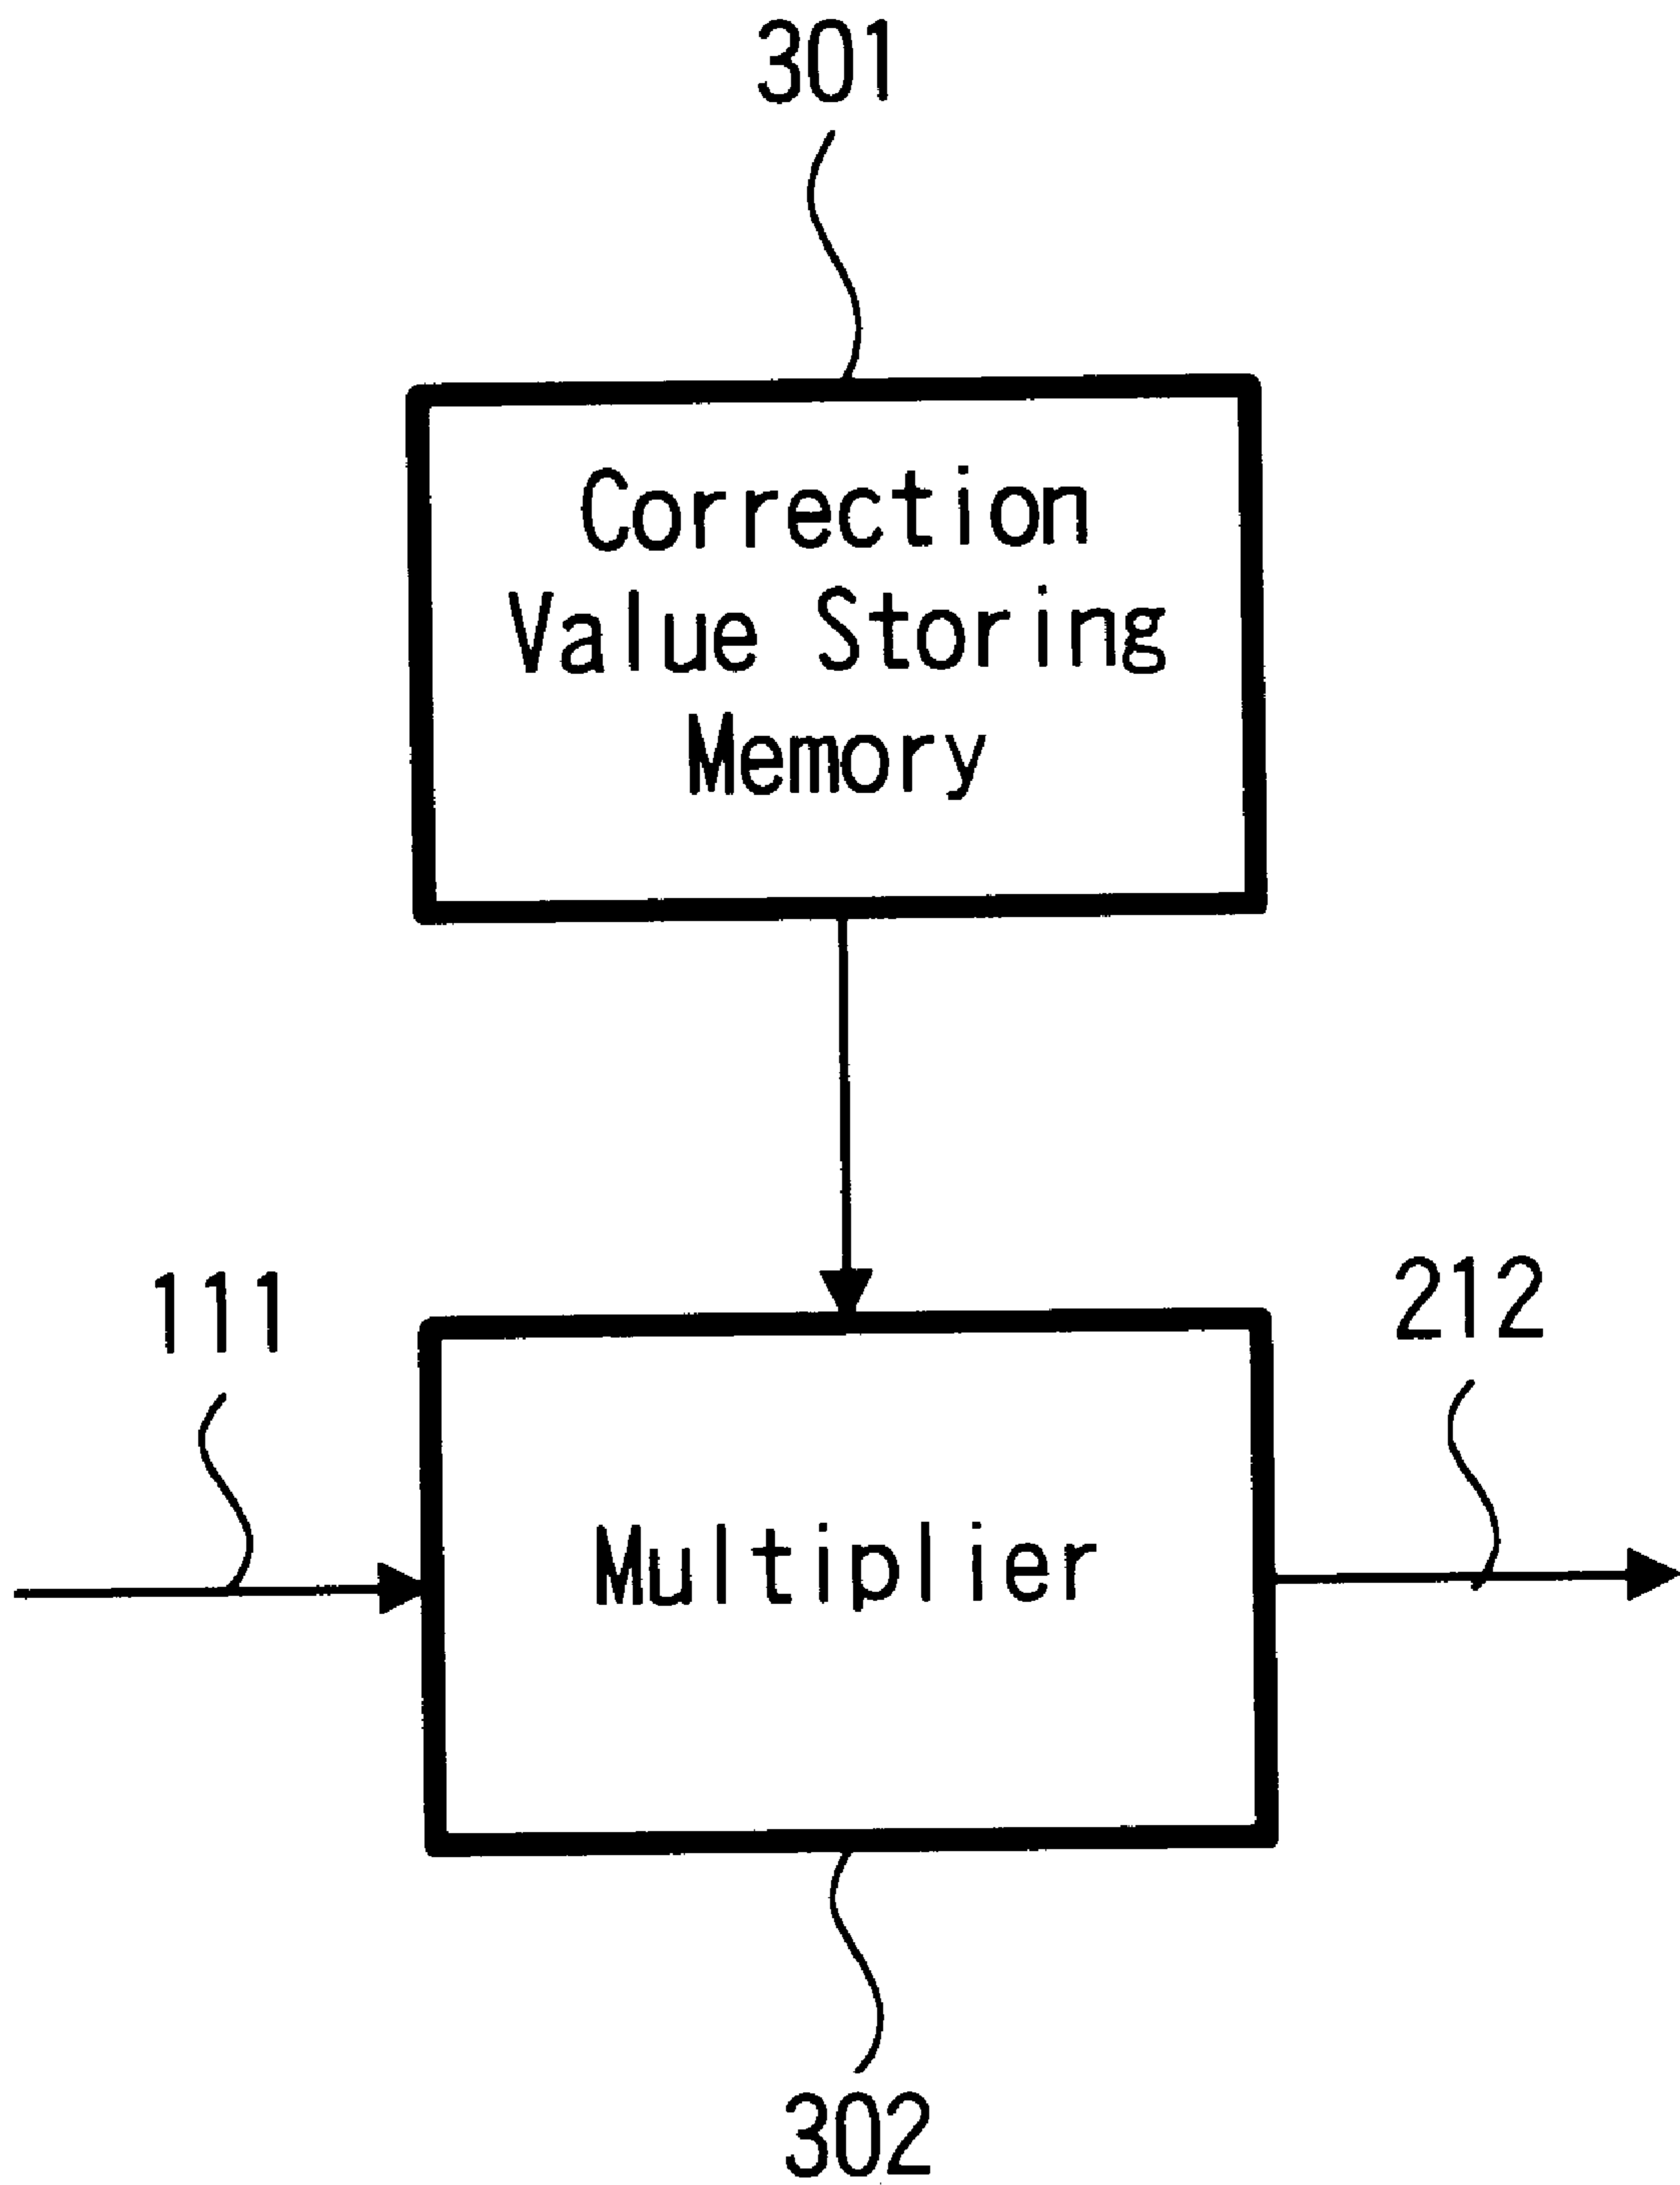 301
Correction
Value Storing
Memory
111
212
Multiplier
302